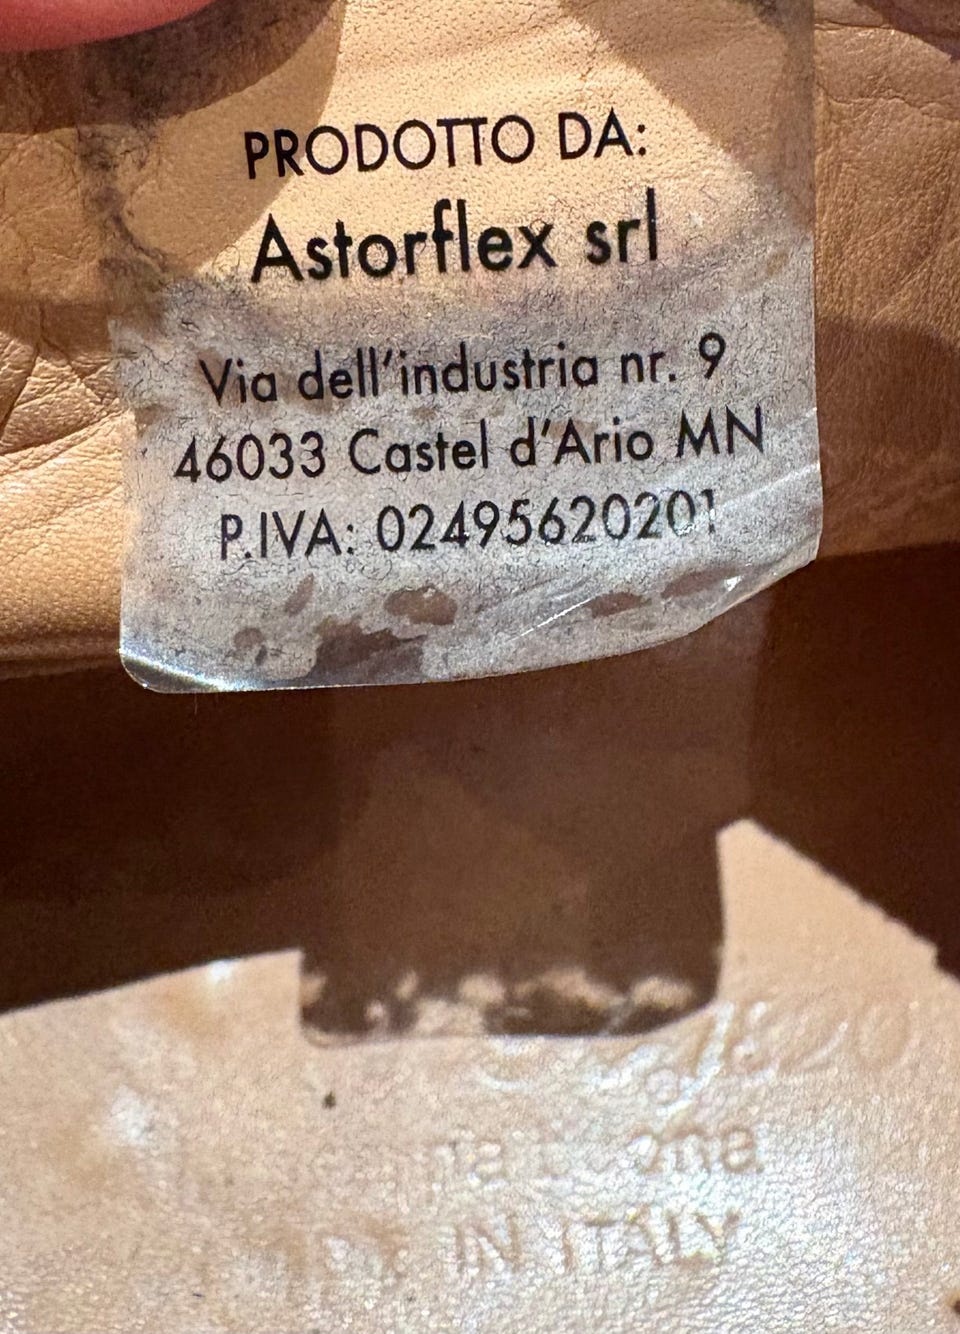 PRODOTTO DA:
Astorflex srl
Via dell'industria nr. 9
46033 Castel d'Ario MN
P.IVA: 02495620201
IN ITALY